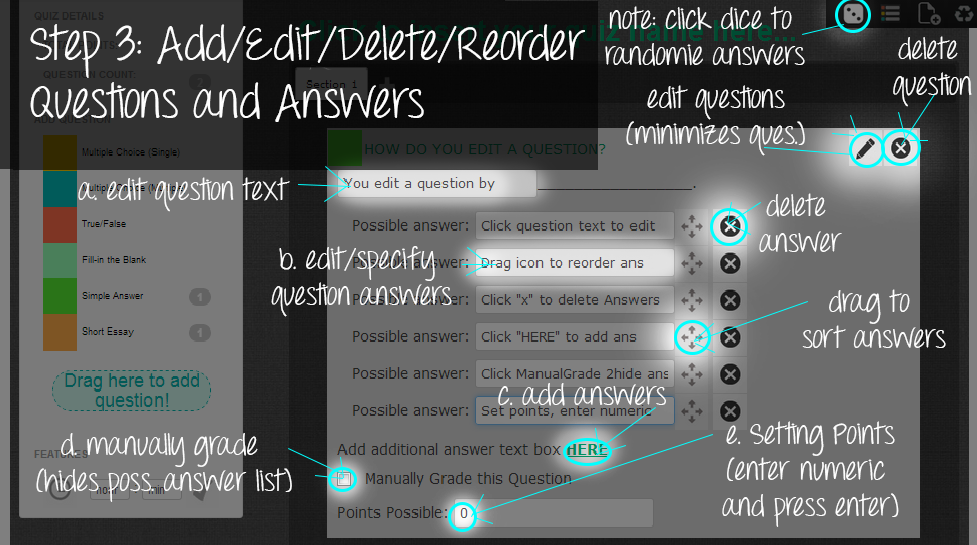 QUIZ DETAILS
Step 3: Add/Edit/Delete/Reorder
Questions and Answers
note: click dice to
randomie answers
delete
question
edit questions
(minimizes ques.)
QUESTION COUNT:
Section 1
Multiple Choice (Single)
Multiple Choice (Multiple
True/False
Fill-in the Blank
Simple Answer 1
Short Essay 1
Drag here to add
question!
FEATURES
hour min
HOW DO YOU EDIT A QUESTION?
a. edit question text
You edit a question by ______________________.
Possible answer: Click question text to edit
delete
answer
b. edit/specify
question answers
Possible answer: Drag icon to reorder ans
Possible answer: Click "x" to delete Answers
drag to
sort answers
Possible answer: Click "HERE" to add ans
Possible answer: Click ManualGrade 2hide ans
c. add answers
Possible answer: Set points, enter numeric
Add additional answer text box HERE
d. manually grade
(hides poss. answer list)
Manually Grade this Question
e. Setting Points
(enter numeric
and press enter)
Points Possible: 0